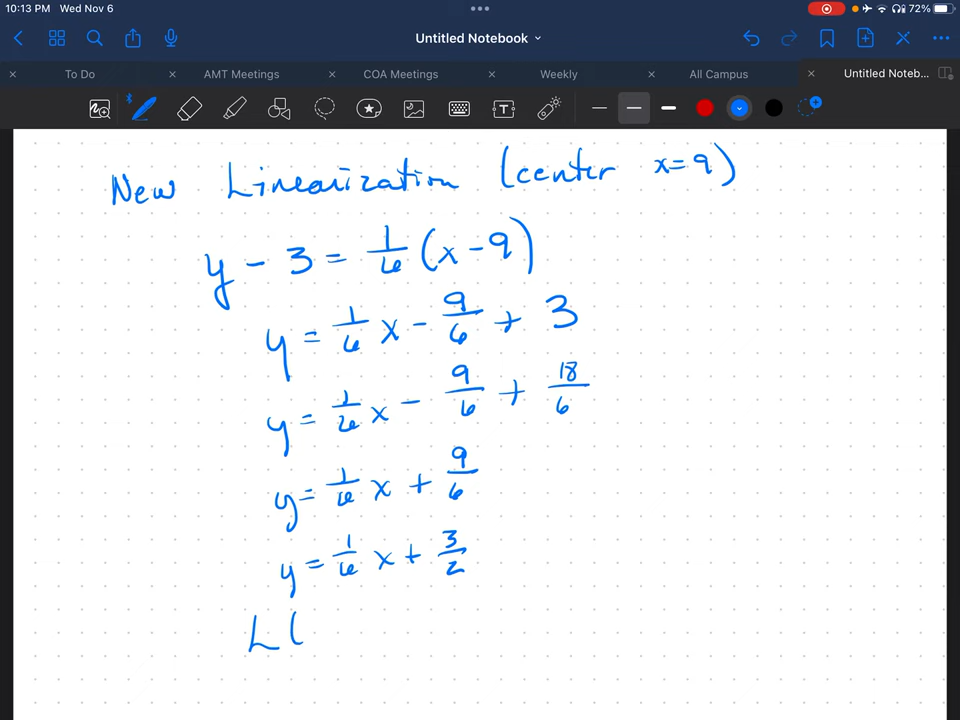 10:13 PM Wed Nov 6
72%
Untitled Notebook
To Do
AMT Meetings
COA Meetings
Weekly
All Campus
Untitled Noteb...
New Linearization (center x=9)
y - 3 = 1/6 (x - 9)
y = 1/6 x - 9/6 + 3
y = 1/6 x - 9/6 + 18/6
y = 1/6 x + 9/6
y = 1/6 x + 3/2
L (